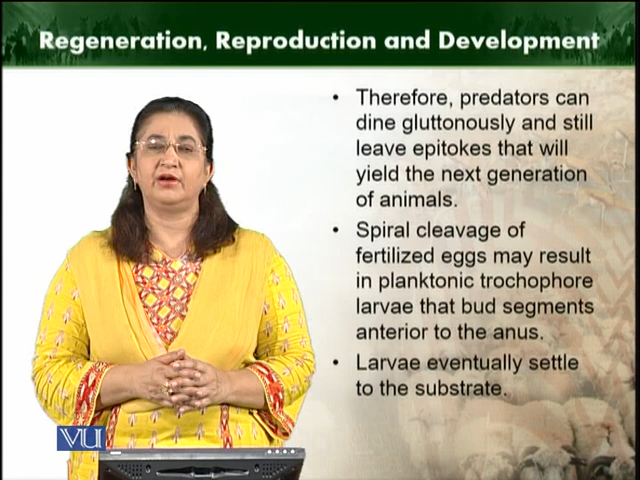 Regeneration, Reproduction and Development
• Therefore, predators can
dine gluttonously and still
leave epitokes that will
yield the next generation
of animals.
• Spiral cleavage of
fertilized eggs may result
in planktonic trochophore
larvae that bud segments
anterior to the anus.
• Larvae eventually settle
to the substrate.
VU